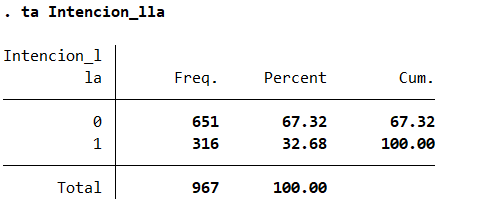 . ta Intencion_lla
Intencion_l
la Freq. Percent Cum.
0 651 67.32 67.32
1 316 32.68 100.00
Total 967 100.00